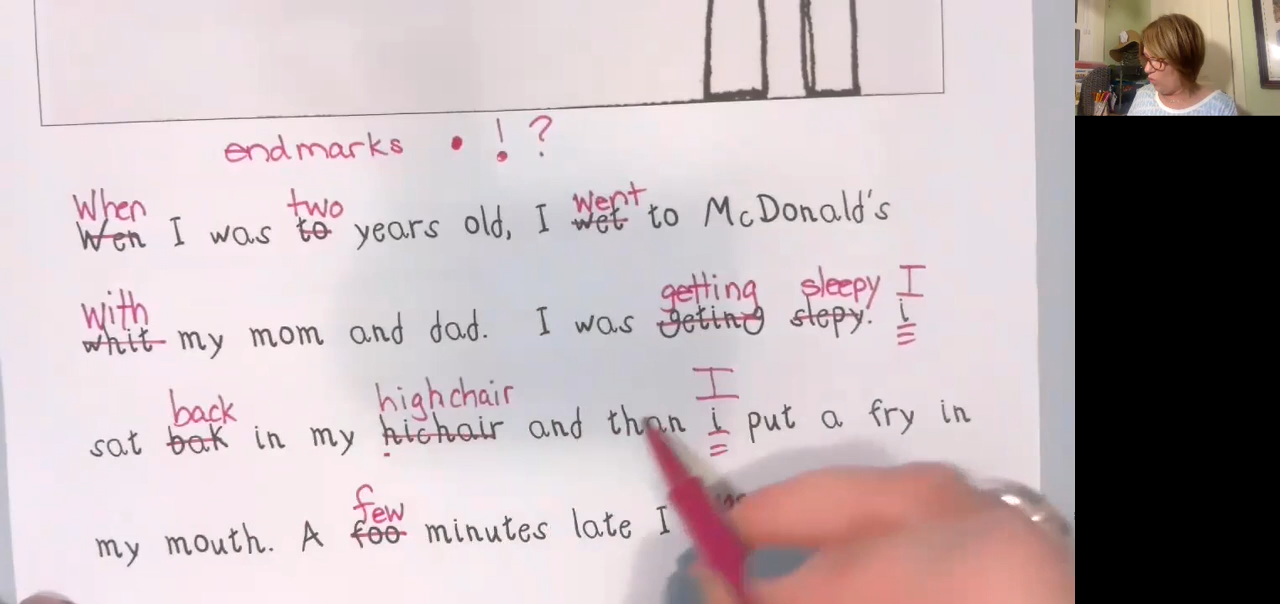 endmarks . ! ?
When two went
Wen I was to years old, I wet to McDonald's
with getting sleepy I
whit my mom and dad. I was geting slepy. i
back highchair I
sat bak in my hichair and than i put a fry in
few
my mouth. A foo minutes late I